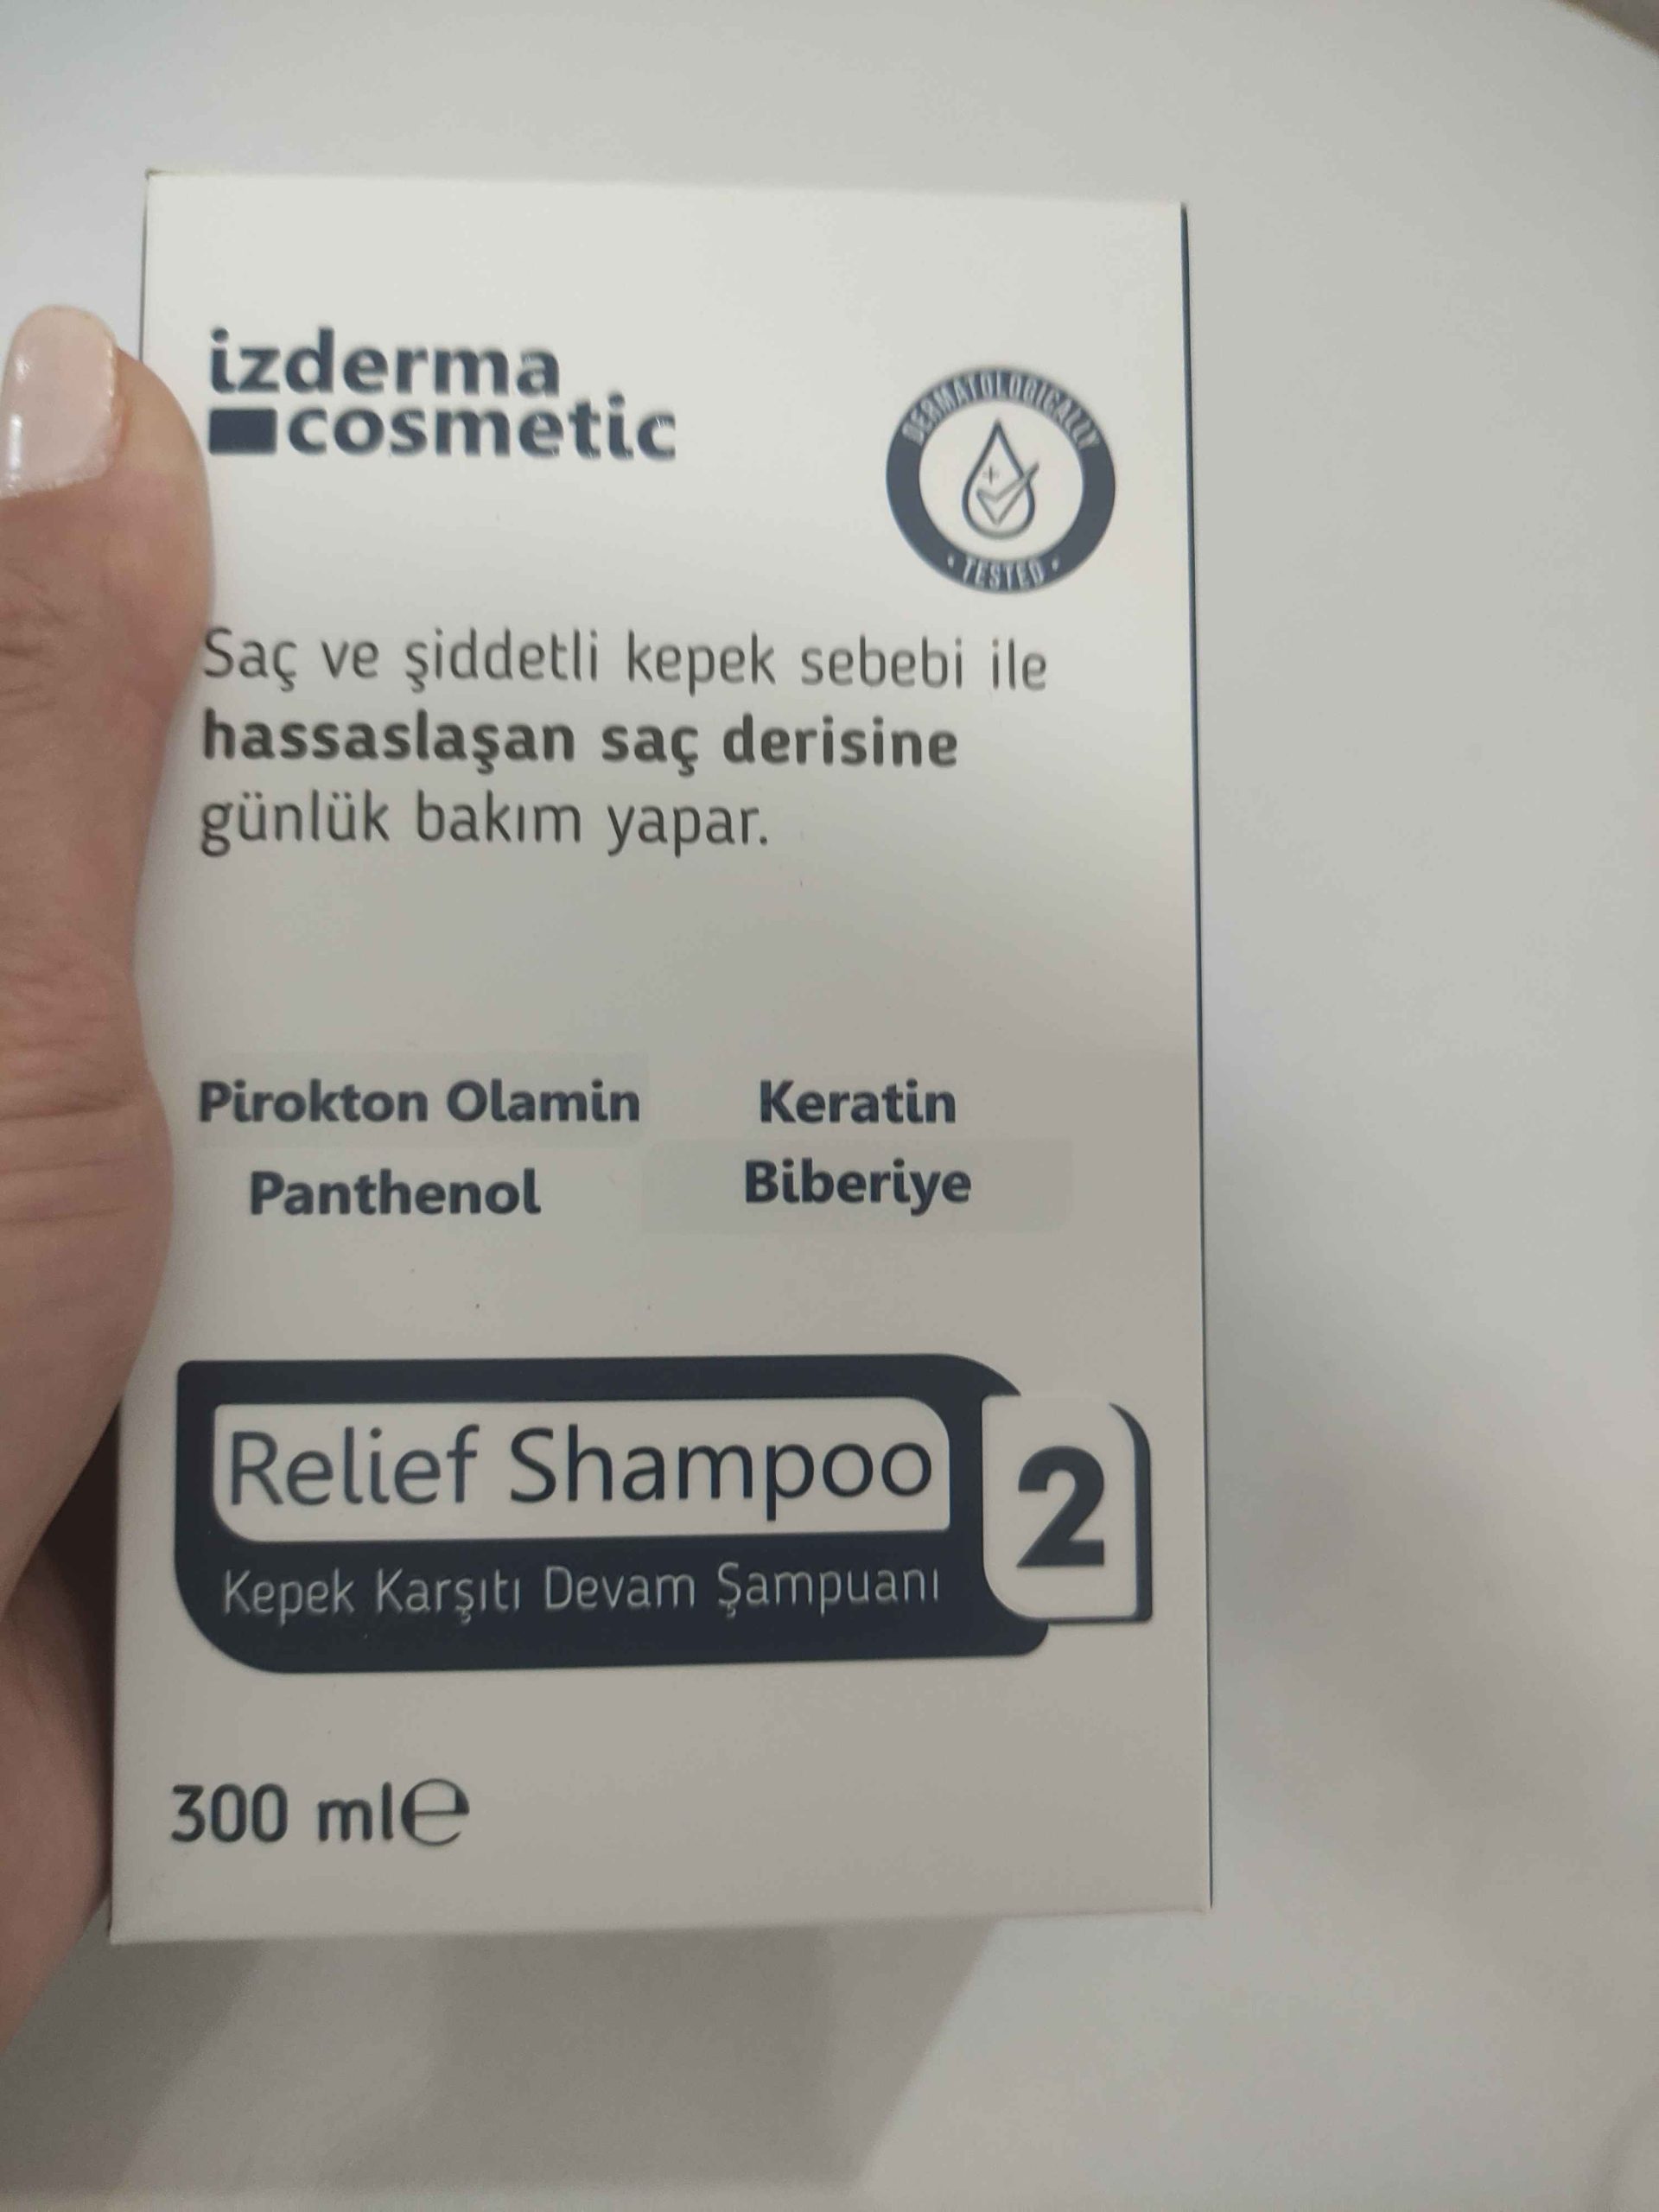 izderma
cosmetic
DERMATOLOGICALLY
TESTED
Saç ve şiddetli kepek sebebi ile
hassaslaşan saç derisine
günlük bakım yapar.
Pirokton Olamin Keratin
Panthenol Biberiye
Relief Shampoo 2
Kepek Karşıtı Devam Şampuanı
300 ml℮